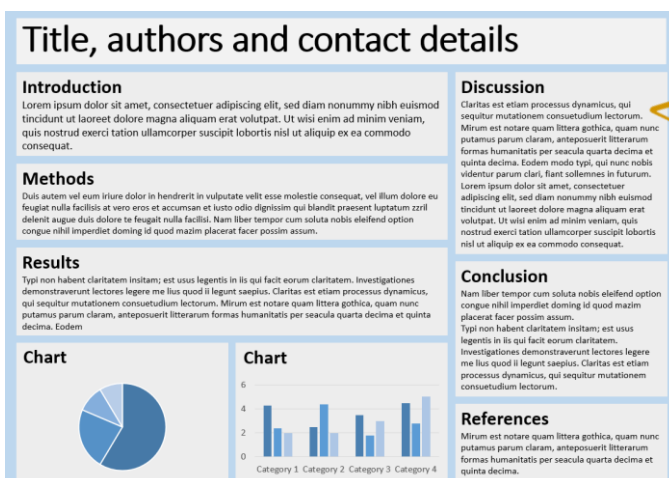 Title, authors and contact details
Introduction
Lorem ipsum dolor sit amet, consectetuer adipiscing elit, sed diam nonummy nibh euismod
tincidunt ut laoreet dolore magna aliquam erat volutpat. Ut wisi enim ad minim veniam,
quis nostrud exerci tation ullamcorper suscipit lobortis nisl ut aliquip ex ea commodo
consequat.
Methods
Duis autem vel eum iriure dolor in hendrerit in vulputate velit esse molestie consequat, vel illum dolore eu
feugiat nulla facilisis at vero eros et accumsan et iusto odio dignissim qui blandit praesent luptatum zzril
delenit augue duis dolore te feugait nulla facilisi. Nam liber tempor cum soluta nobis eleifend option
congue nihil imperdiet doming id quod mazim placerat facer possim assum.
Results
Typi non habent claritatem insitam; est usus legentis in iis qui facit eorum claritatem. Investigationes
demonstraverunt lectores legere me lius quod ii legunt saepius. Claritas est etiam processus dynamicus,
qui sequitur mutationem consuetudium lectorum. Mirum est notare quam littera gothica, quam nunc
putamus parum claram, anteposuerit litterarum formas humanitatis per seacula quarta decima et quinta
decima. Eodem
Chart
Chart
6
4
2
0
Category 1 Category 2 Category 3 Category 4
Discussion
Claritas est etiam processus dynamicus, qui
sequitur mutationem consuetudium lectorum.
Mirum est notare quam littera gothica, quam nunc
putamus parum claram, anteposuerit litterarum
formas humanitatis per seacula quarta decima et
quinta decima. Eodem modo typi, qui nunc nobis
videntur parum clari, fiant sollemnes in futurum.
Lorem ipsum dolor sit amet, consectetuer
adipiscing elit, sed diam nonummy nibh euismod
tincidunt ut laoreet dolore magna aliquam erat
volutpat. Ut wisi enim ad minim veniam, quis
nostrud exerci tation ullamcorper suscipit lobortis
nisl ut aliquip ex ea commodo consequat.
Conclusion
Nam liber tempor cum soluta nobis eleifend option
congue nihil imperdiet doming id quod mazim
placerat facer possim assum.
Typi non habent claritatem insitam; est usus
legentis in iis qui facit eorum claritatem.
Investigationes demonstraverunt lectores legere
me lius quod ii legunt saepius. Claritas est etiam
processus dynamicus, qui sequitur mutationem
consuetudium lectorum.
References
Mirum est notare quam littera gothica, quam nunc
putamus parum claram, anteposuerit litterarum
formas humanitatis per seacula quarta decima et
quinta decima.